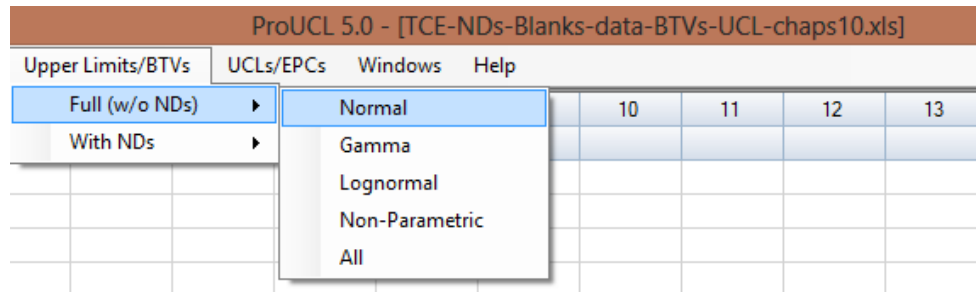 ProUCL 5.0 - [TCE-NDs-Blanks-data-BTVs-UCL-chaps10.xls]
Upper Limits/BTVs UCLs/EPCs Windows Help
Full (w/o NDs) Normal 10 11 12 13
With NDs Gamma
Lognormal
Non-Parametric
All